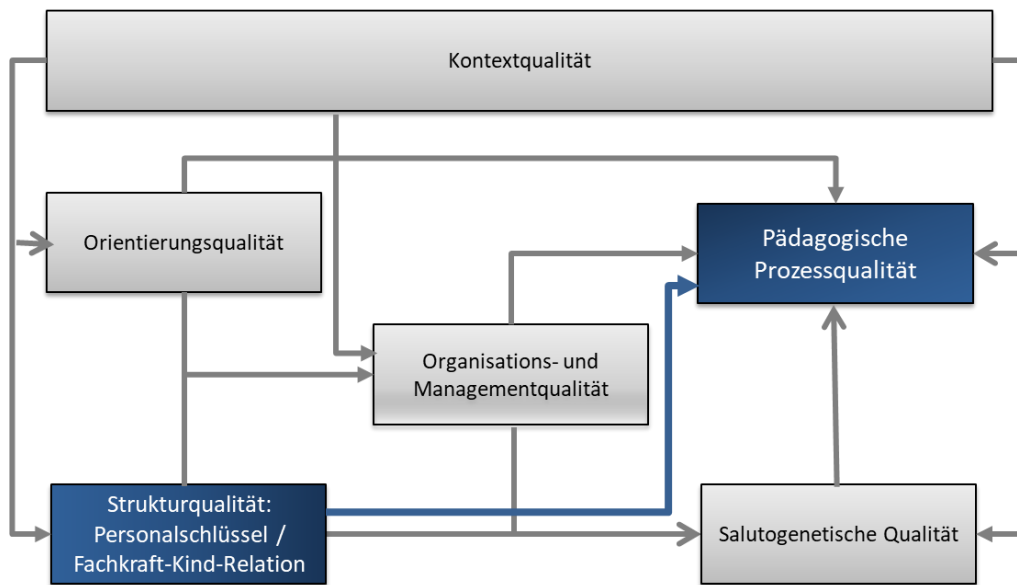 Kontextqualität
Orientierungsqualität
Pädagogische
Prozessqualität
Organisations- und
Managementqualität
Strukturqualität:
Personalschlüssel /
Fachkraft-Kind-Relation
Salutogenetische Qualität